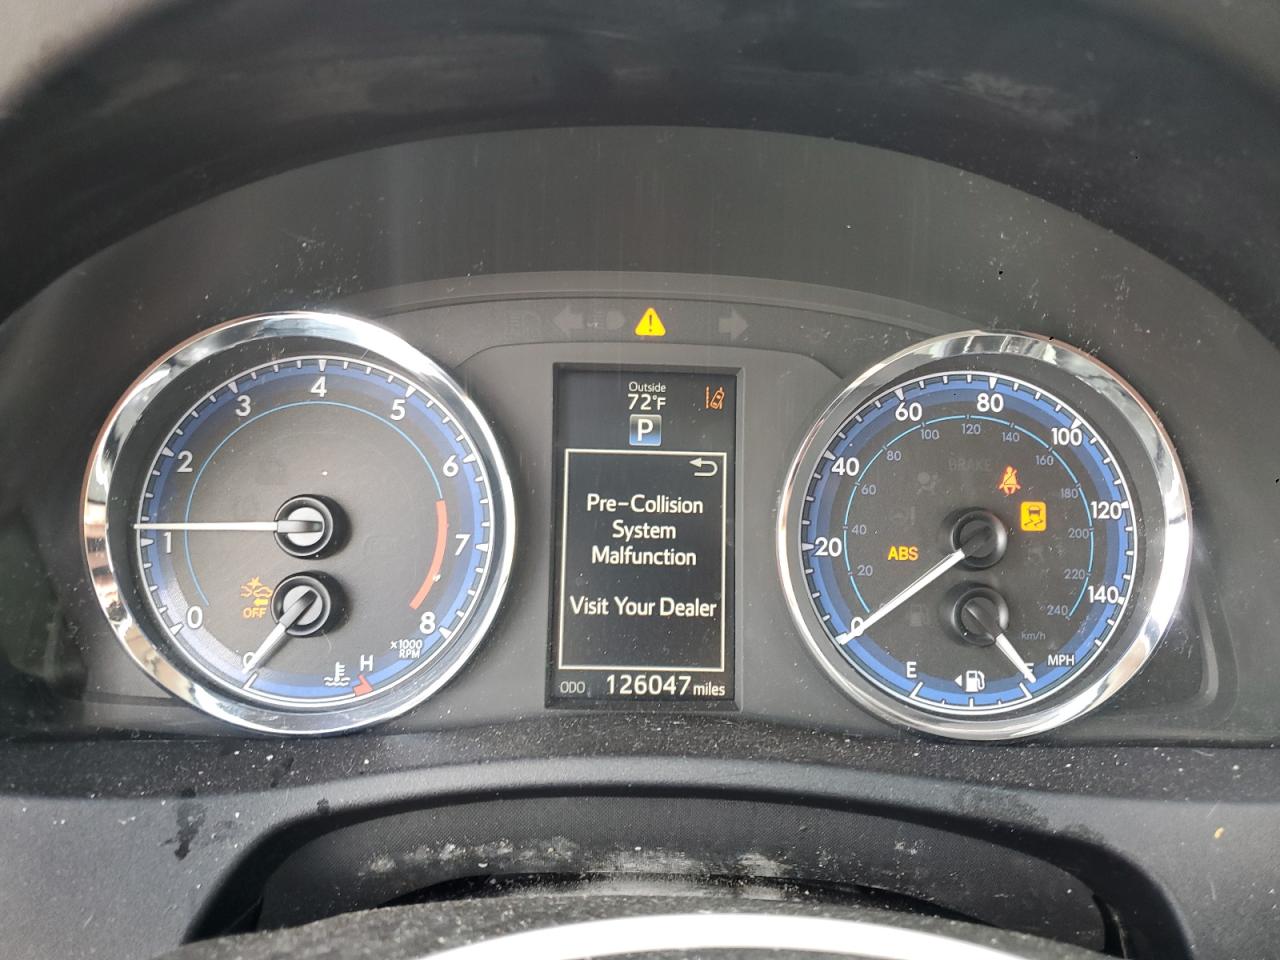 Outside
72°F
P
Pre-Collision
System
Malfunction
Visit Your Dealer
ODO 126047 miles
0
1
2
3
4
5
6
7
8
x1000
RPM
OFF
C
H
0
20
40
60
80
100
120
140
20
40
60
80
100
120
140
160
180
200
220
240
km/h
MPH
BRAKE
ABS
E
F